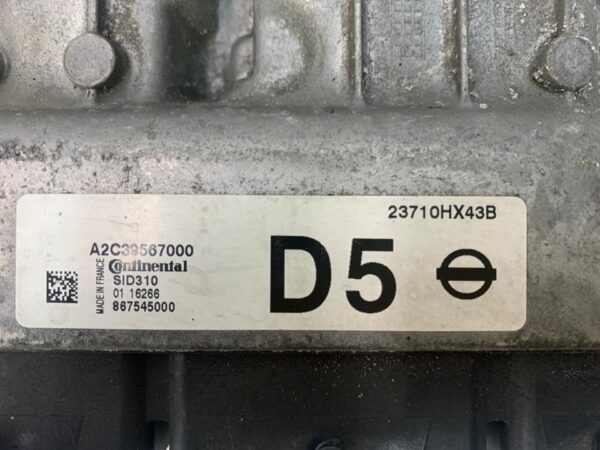 23710HX43B
A2C39567000
Continental
SID310
01 16266
867545000
MADE IN FRANCE
D5